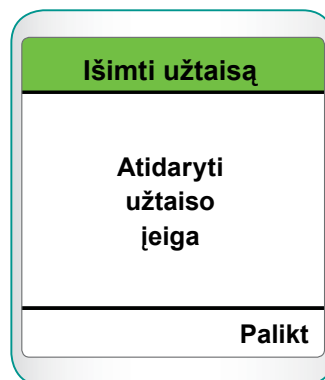 Išimti užtaisą
Atidaryti
užtaiso
įeiga
Palikt